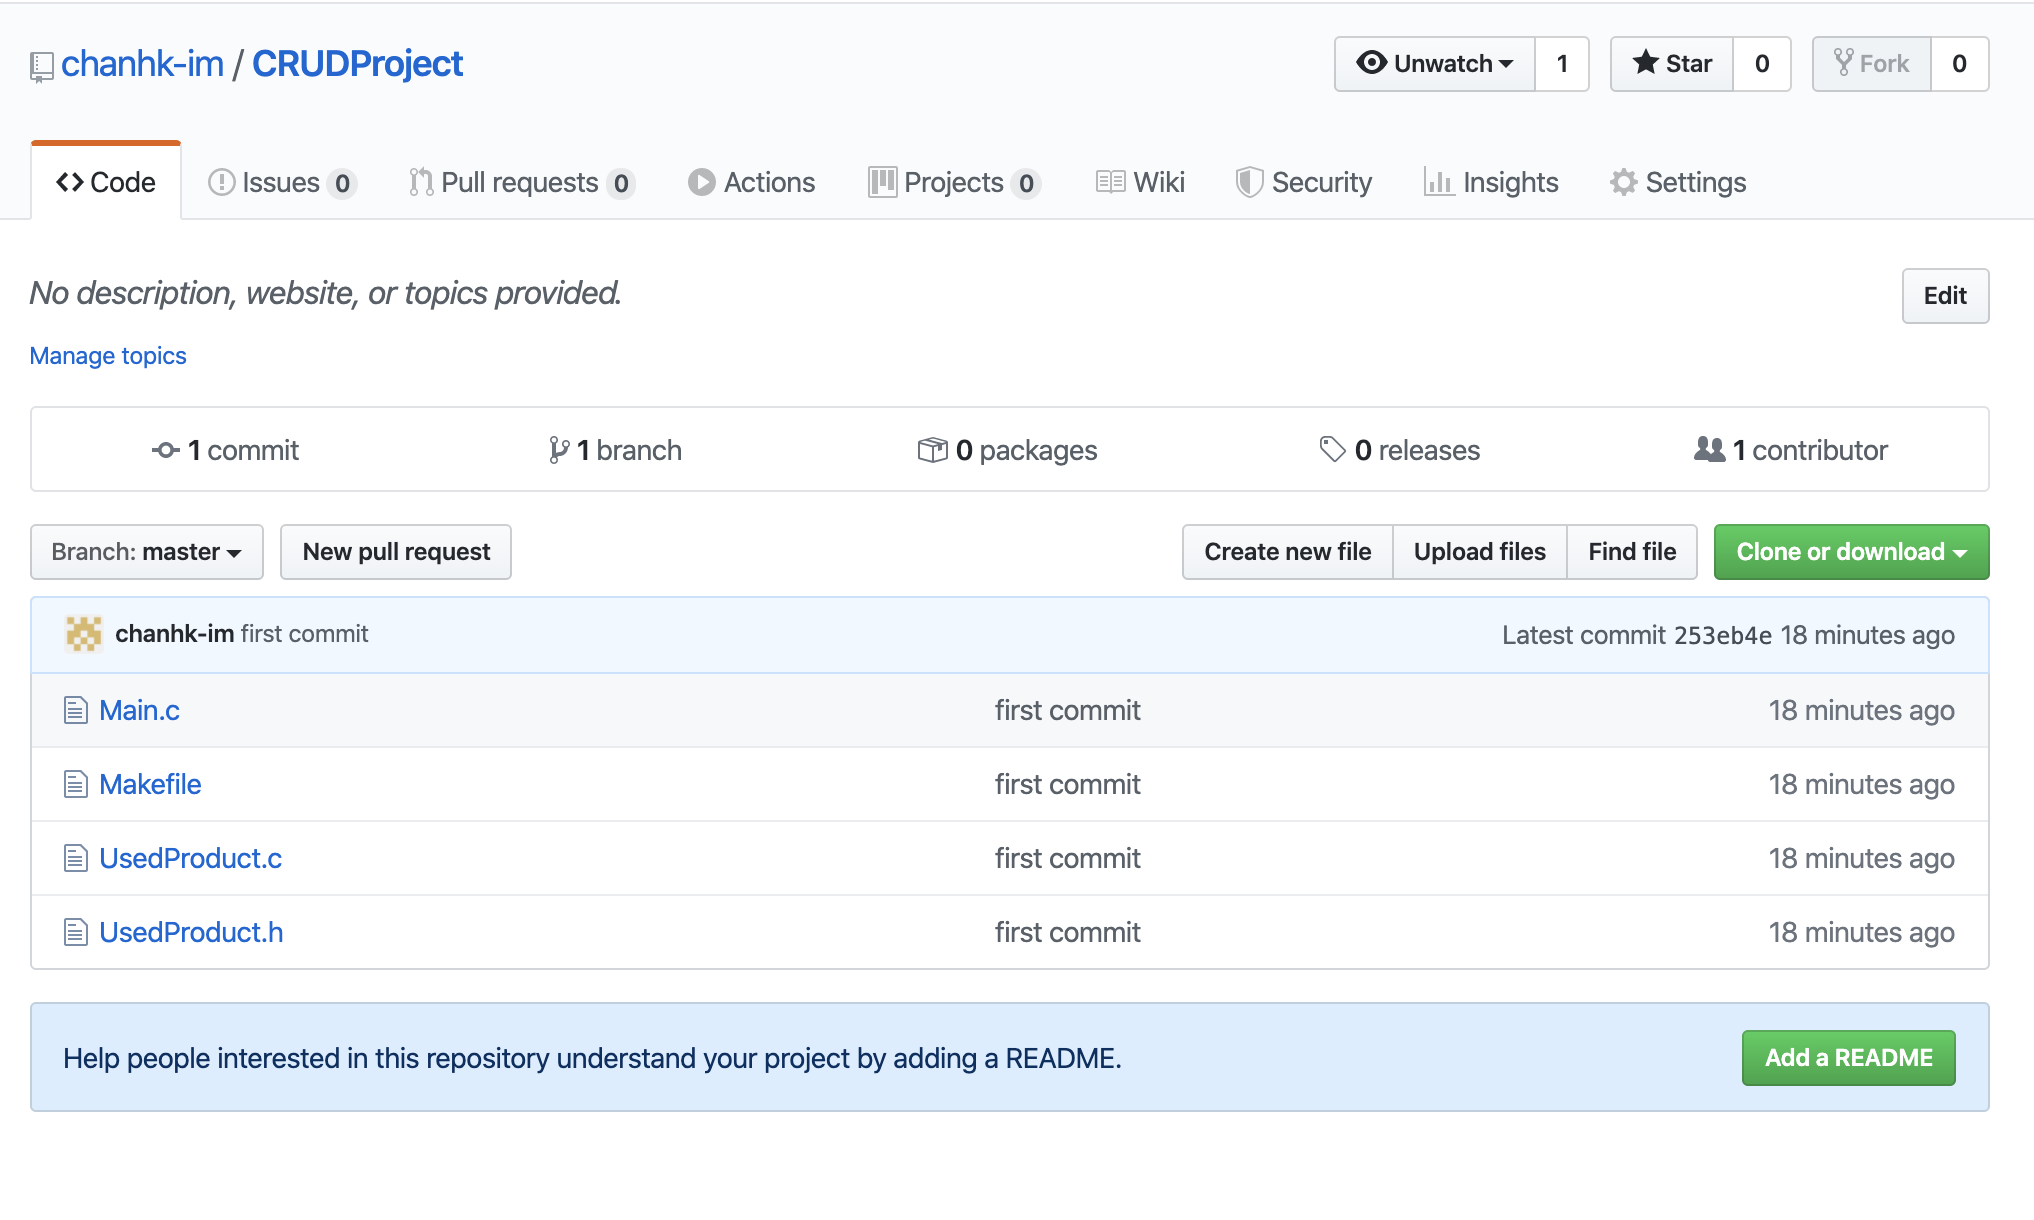 chanhk-im / CRUDProject
Unwatch 1 Star 0 Fork 0
Code Issues 0 Pull requests 0 Actions Projects 0 Wiki Security Insights Settings
No description, website, or topics provided. Edit
Manage topics
1 commit 1 branch 0 packages 0 releases 1 contributor
Branch: master New pull request Create new file Upload files Find file Clone or download
chanhk-im first commit Latest commit 253eb4e 18 minutes ago
Main.c first commit 18 minutes ago
Makefile first commit 18 minutes ago
UsedProduct.c first commit 18 minutes ago
UsedProduct.h first commit 18 minutes ago
Help people interested in this repository understand your project by adding a README. Add a README